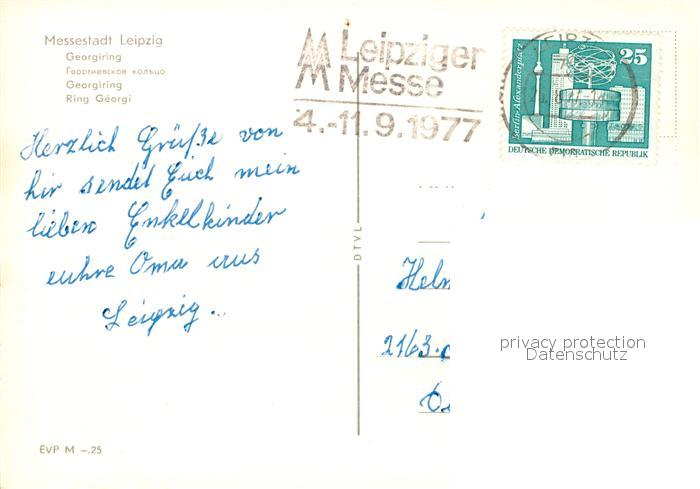 Messestadt Leipzig
Georgiring
Георгиевское кольцо
Georgiring
Ring Géorgi
Leipziger
Messe
4.-11.9.1977
25
Berlin-Alexanderplatz
DEUTSCHE DEMOKRATISCHE REPUBLIK
Herzlich Grüße von
hir sendet Euch mein
lieben Enkelkinder
euhre Oma aus
Leipzig..
DTVL
Helm
2163.
privacy protection
Datenschutz
EVP M -.25